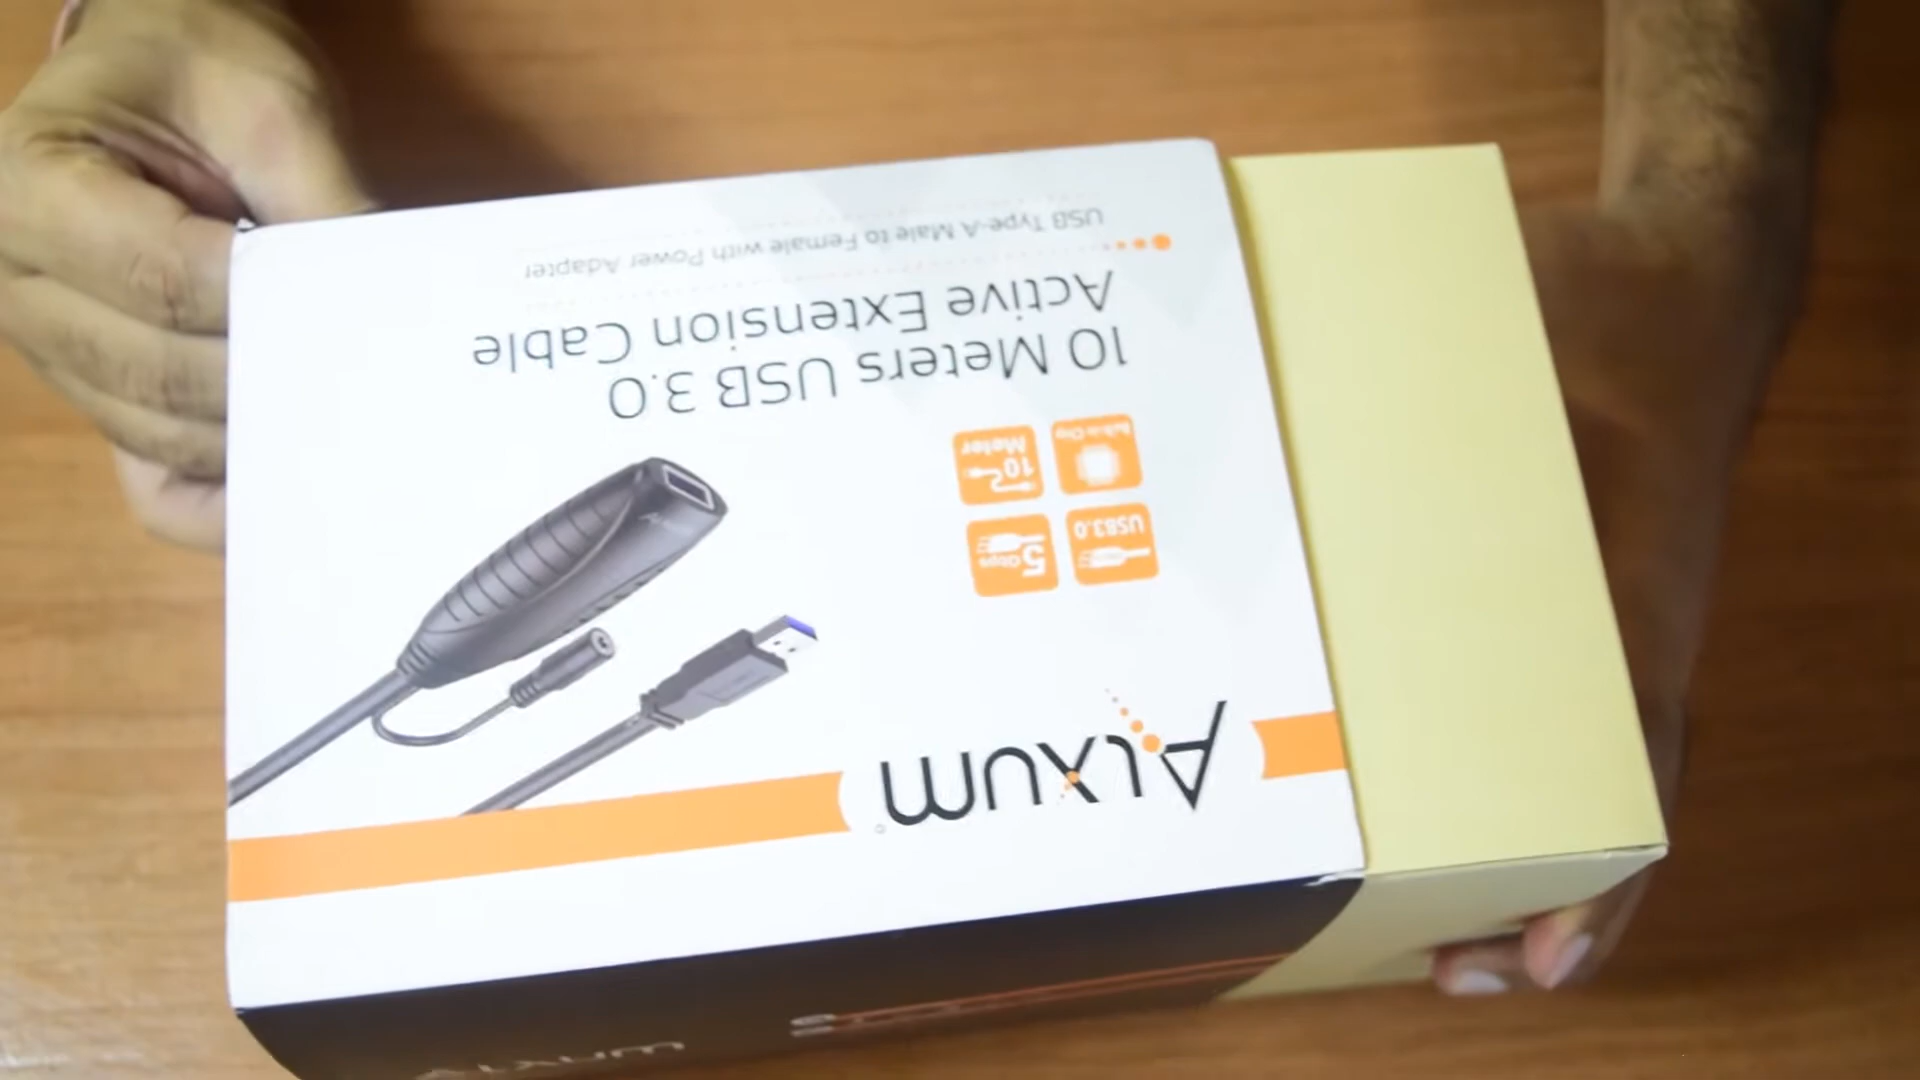 ALXUM®
USB3.0
5 Gbps
Built-in Chip
10 Meter
10 Meters USB 3.0
Active Extension Cable
USB Type-A Male to Female with Power Adapter
ALXUM